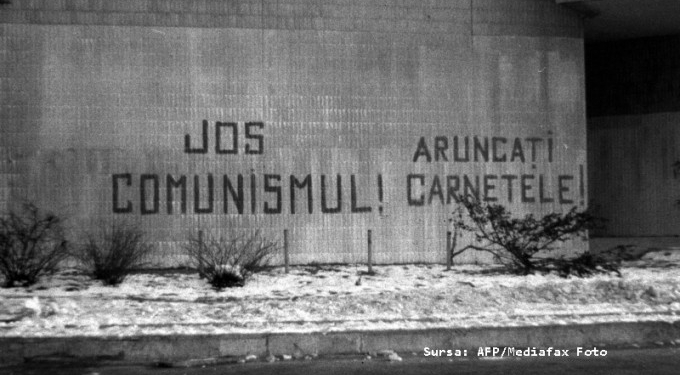 JOS
COMUNISMUL!
ARUNCAȚI
CARNETELE!
Sursa: AFP/Mediafax Foto